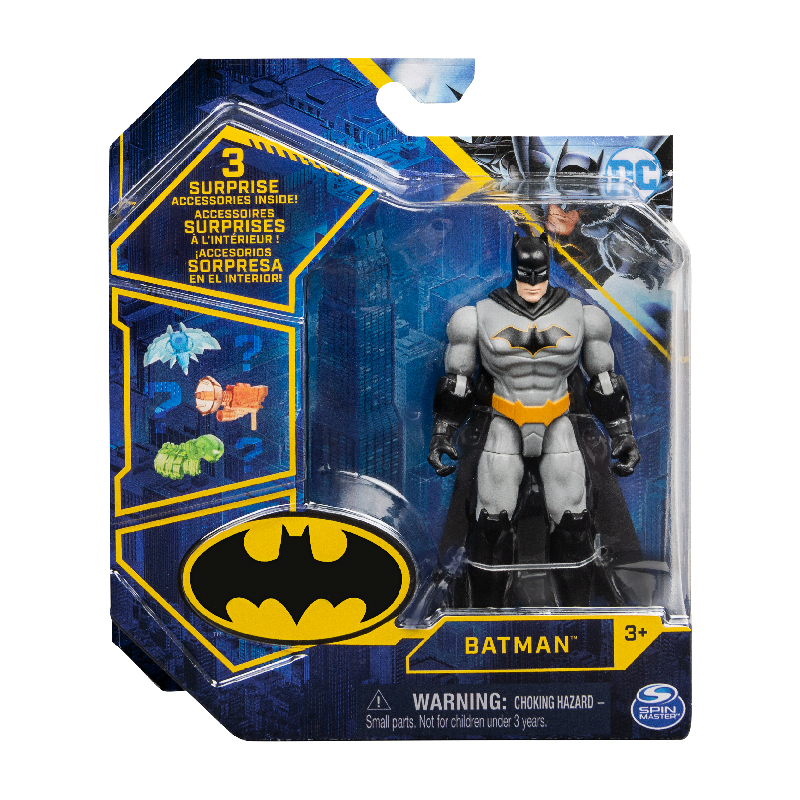 3
SURPRISE
ACCESSORIES INSIDE!
ACCESSOIRES
SURPRISES
À L'INTÉRIEUR !
¡ACCESORIOS
SORPRESA
EN EL INTERIOR!
DC
?
?
?
BATMAN™
3+
WARNING: CHOKING HAZARD –
Small parts. Not for children under 3 years.
SPIN
MASTER™